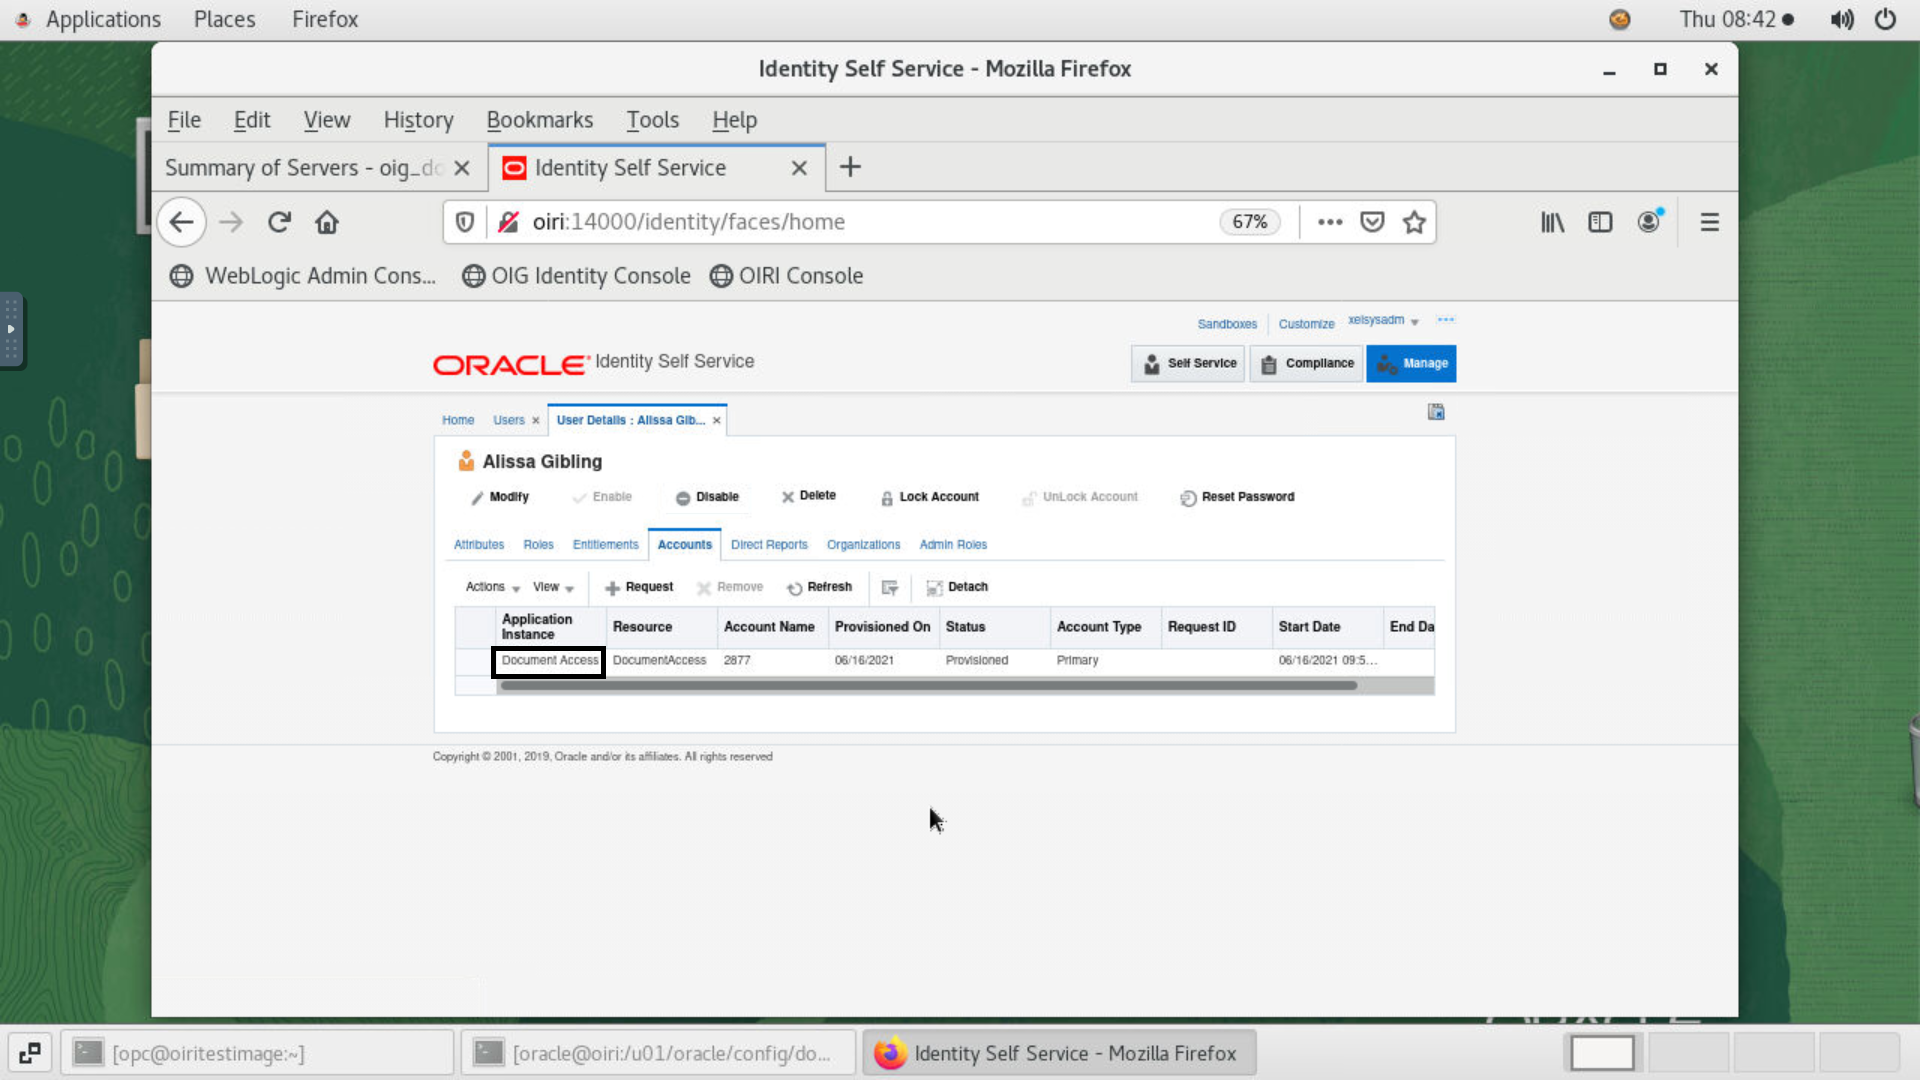 Applications Places Firefox Thu 08:42
Identity Self Service - Mozilla Firefox
File Edit View History Bookmarks Tools Help
Summary of Servers - oig_do Identity Self Service
oiri:14000/identity/faces/home 67%
WebLogic Admin Cons... OIG Identity Console OIRI Console
Sandboxes Customize xelsysadm
ORACLE Identity Self Service Self Service Compliance Manage
Home Users User Details : Alissa Gib...
Alissa Gibling
Modify Enable Disable Delete Lock Account UnLock Account Reset Password
Attributes Roles Entitlements Accounts Direct Reports Organizations Admin Roles
Actions View Request Remove Refresh Detach
Application Instance Resource Account Name Provisioned On Status Account Type Request ID Start Date End Da
Document Access DocumentAccess 2877 06/16/2021 Provisioned Primary 06/16/2021 09:5...
Copyright © 2001, 2019, Oracle and/or its affiliates. All rights reserved
[opc@oiritestimage:~] [oracle@oiri:/u01/oracle/config/do... Identity Self Service - Mozilla Firefox